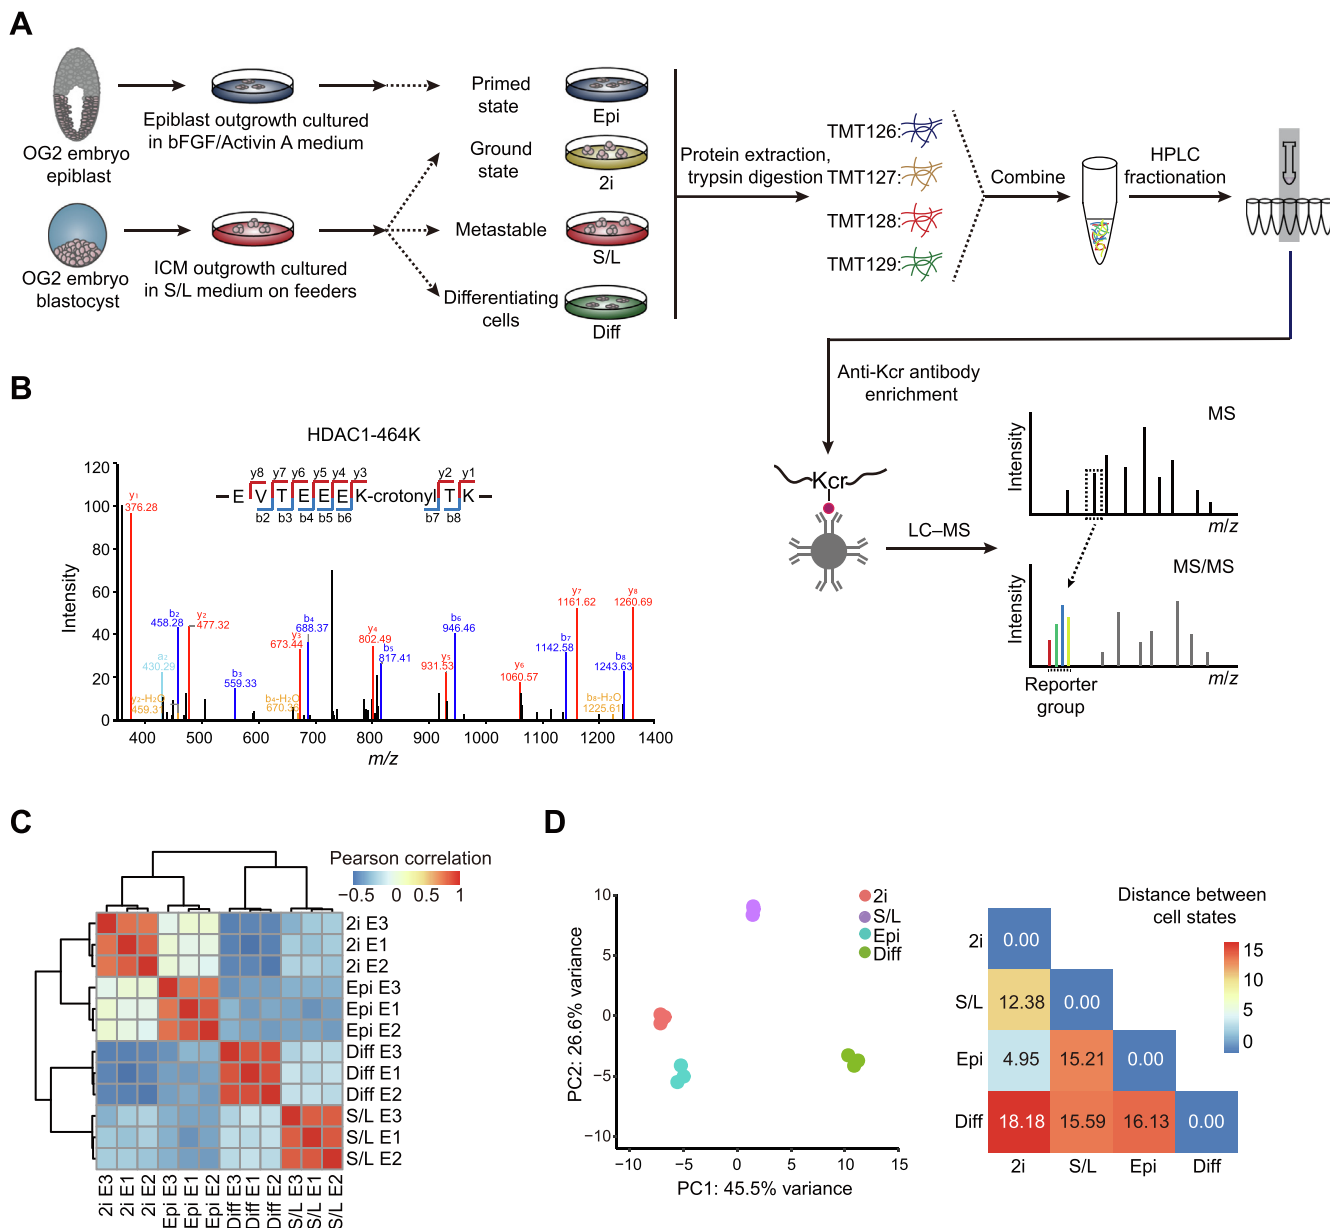 A
OG2 embryo
epiblast
Epiblast outgrowth cultured
in bFGF/Activin A medium
OG2 embryo
blastocyst
ICM outgrowth cultured
in S/L medium on feeders
Primed
state
Epi
Ground
state
2i
Metastable
S/L
Differentiating
cells
Diff
Protein extraction,
trypsin digestion
TMT126:
TMT127:
TMT128:
TMT129:
Combine
HPLC
fractionation
Anti-Kcr antibody
enrichment
Kcr
LC–MS
MS
Intensity
m/z
MS/MS
Intensity
m/z
Reporter
group
B
HDAC1-464K
y8 y7 y6 y5 y4 y3 y2 y1
– E V T E E E K-crotonyl T K –
b2 b3 b4 b5 b6 b7 b8
Intensity
120
100
80
60
40
20
0
y1
376.28
a2
430.29
b2
458.28
y2-H2O
y2
477.32
b3
559.33
b4-H2O
y3
673.44
b4
688.37
y4
802.49
b5
817.41
y5
931.53
b6
946.46
y6
1060.57
b7
1142.58
y7
1161.62
b8-H2O
1225.61
b8
1243.63
y8
1260.69
400 500 600 700 800 900 1000 1100 1200 1300 1400
m/z
C
Pearson correlation
−0.5 0 0.5 1
2i E3
2i E1
2i E2
Epi E3
Epi E1
Epi E2
Diff E3
Diff E1
Diff E2
S/L E3
S/L E1
S/L E2
2i E3 2i E1 2i E2 Epi E3 Epi E1 Epi E2 Diff E3 Diff E1 Diff E2 S/L E3 S/L E1 S/L E2
D
PC2: 26.6% variance
10
5
0
−5
−10
−10 −5 0 5 10 15
PC1: 45.5% variance
2i
S/L
Epi
Diff
Distance between
cell states
15
10
5
0
2i 0.00
S/L 12.38 0.00
Epi 4.95 15.21 0.00
Diff 18.18 15.59 16.13 0.00
2i S/L Epi Diff